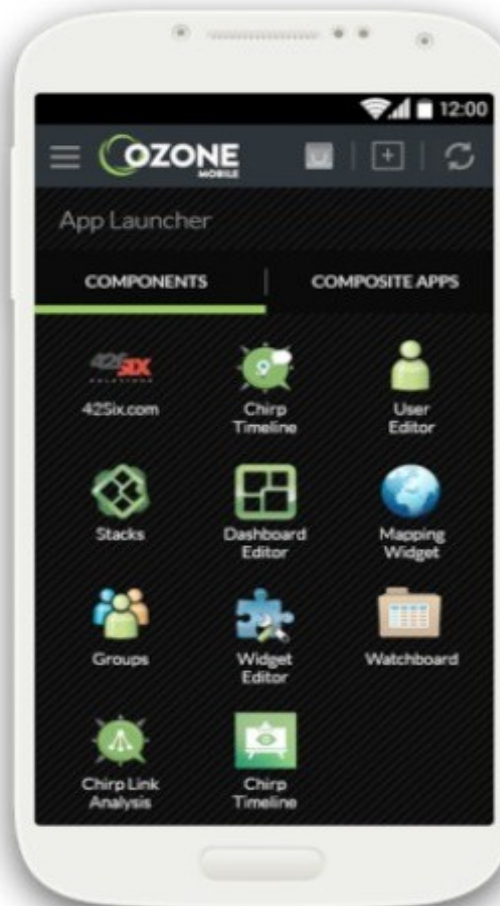 12:00
OZONE
MOBILE
App Launcher
COMPONENTS
COMPOSITE APPS
42SIX
SOLUTIONS
42Six.com
Chirp
Timeline
User
Editor
Stacks
Dashboard
Editor
Mapping
Widget
Groups
Widget
Editor
Watchboard
Chirp Link
Analysis
Chirp
Timeline